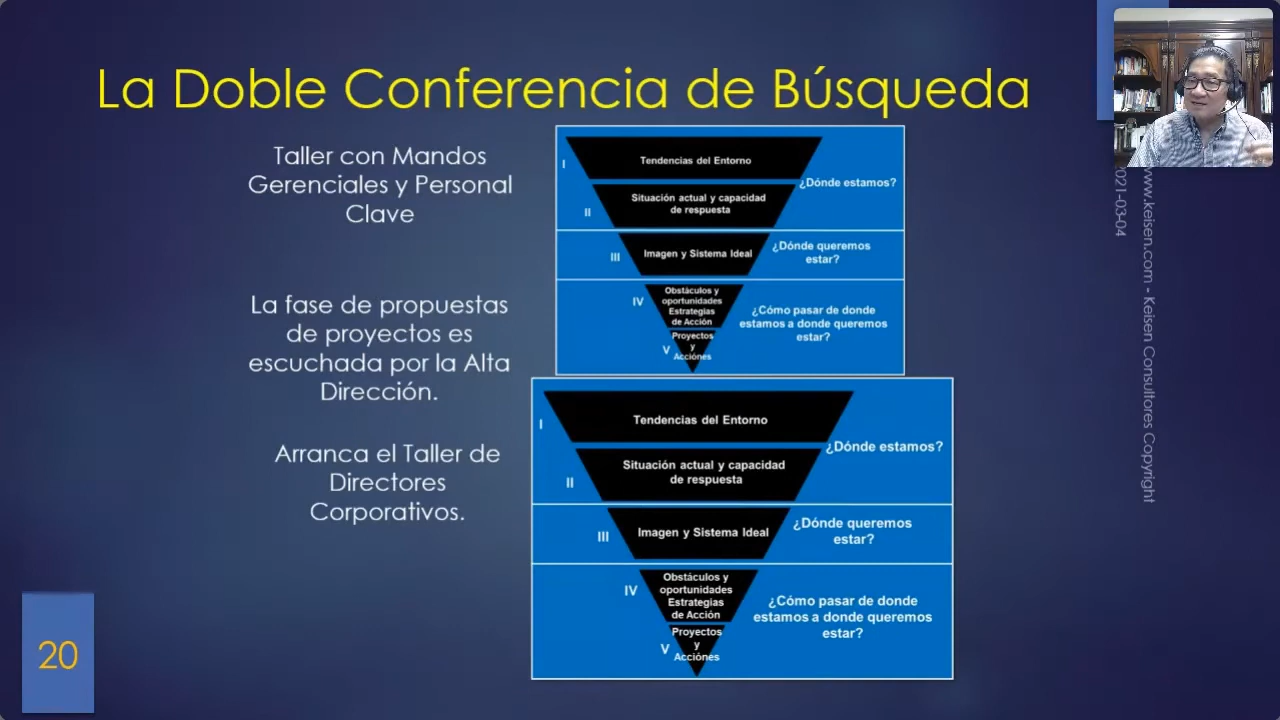 La Doble Conferencia de Búsqueda
Taller con Mandos
Gerenciales y Personal
Clave
La fase de propuestas
de proyectos es
escuchada por la Alta
Dirección.
Arranca el Taller de
Directores
Corporativos.
I
Tendencias del Entorno
¿Dónde estamos?
II
Situación actual y capacidad
de respuesta
III
Imagen y Sistema Ideal
¿Dónde queremos
estar?
IV
Obstáculos y
oportunidades
Estrategias
de Acción
¿Cómo pasar de donde
estamos a donde queremos
estar?
V
Proyectos
y
Acciónes
I
Tendencias del Entorno
¿Dónde estamos?
II
Situación actual y capacidad
de respuesta
III
Imagen y Sistema Ideal
¿Dónde queremos
estar?
IV
Obstáculos y
oportunidades
Estrategias
de Acción
¿Cómo pasar de donde
estamos a donde queremos
estar?
V
Proyectos
y
Acciónes
www.keisen.com - Keisen Consultores Copyright
2021-03-04
20